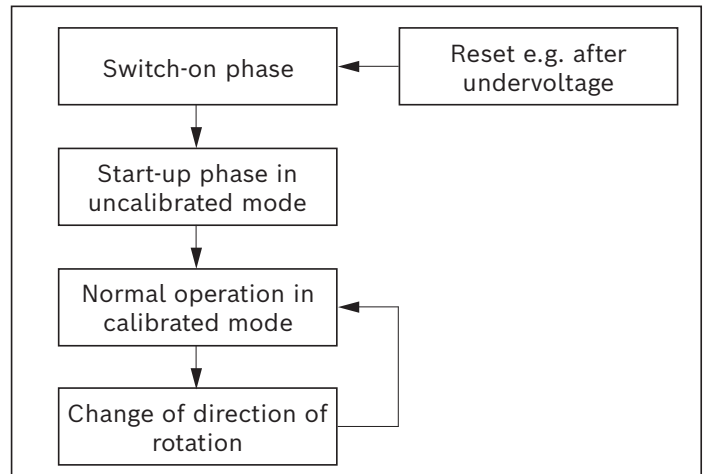 Switch-on phase
Reset e.g. after
undervoltage
Start-up phase in
uncalibrated mode
Normal operation in
calibrated mode
Change of direction of
rotation